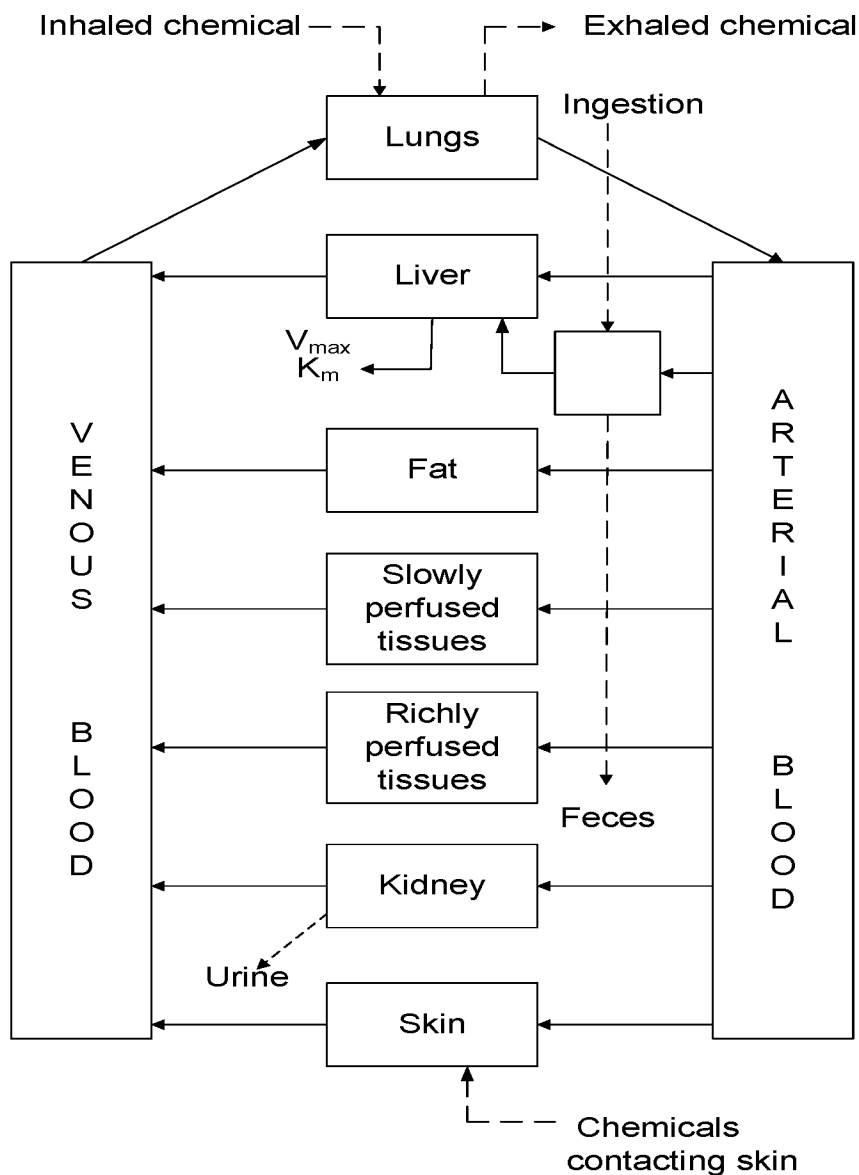 Inhaled chemical
Exhaled chemical
Ingestion
Lungs
Liver
Vmax
Km
VENOUS BLOOD
ARTERIAL BLOOD
Fat
Slowly
perfused
tissues
Richly
perfused
tissues
Feces
Kidney
Urine
Skin
Chemicals
contacting skin